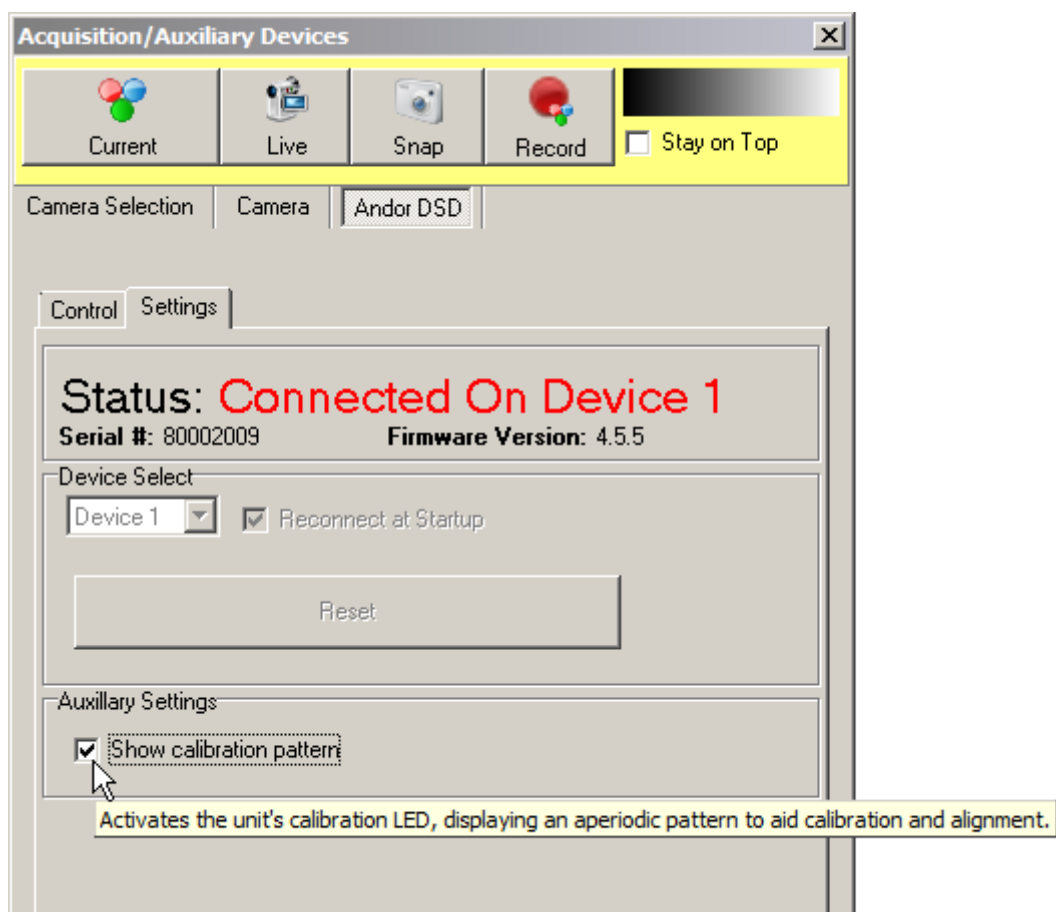 Acquisition/Auxiliary Devices
Current Live Snap Record
Stay on Top
Camera Selection Camera Andor DSD
Control Settings
Status: Connected On Device 1
Serial #: 80002009 Firmware Version: 4.5.5
Device Select
Device 1 Reconnect at Startup
Reset
Auxillary Settings
Show calibration pattern
Activates the unit's calibration LED, displaying an aperiodic pattern to aid calibration and alignment.